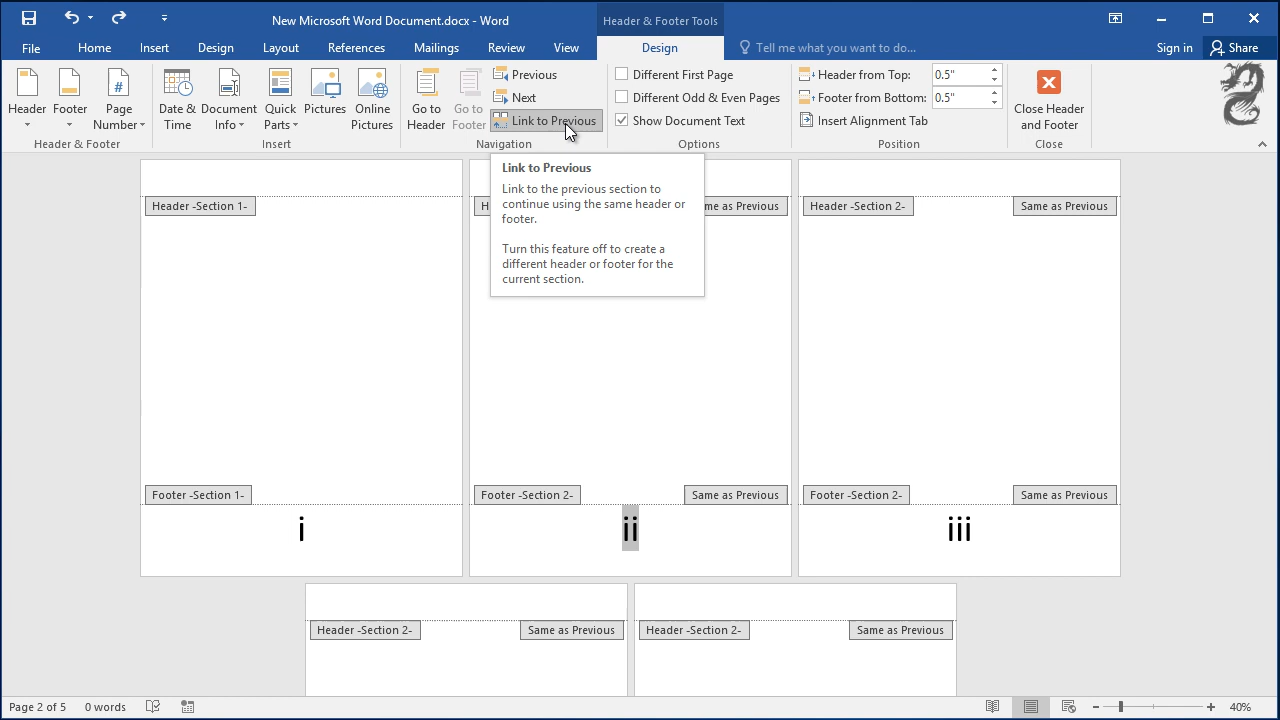 New Microsoft Word Document.docx - Word
Header & Footer Tools
File Home Insert Design Layout References Mailings Review View Design Tell me what you want to do... Sign in Share
Header
Footer
Page
Number
Header & Footer
Date &
Time
Document
Info
Quick
Parts
Pictures
Online
Pictures
Insert
Go to
Header
Go to
Footer
Previous
Next
Link to Previous
Navigation
Different First Page
Different Odd & Even Pages
Show Document Text
Options
Header from Top: 0.5"
Footer from Bottom: 0.5"
Insert Alignment Tab
Position
Close Header
and Footer
Close
Link to Previous
Link to the previous section to
continue using the same header or
footer.
Turn this feature off to create a
different header or footer for the
current section.
Header -Section 1-
H
me as Previous
Header -Section 2-
Same as Previous
Footer -Section 1-
Footer -Section 2-
Same as Previous
Footer -Section 2-
Same as Previous
i
ii
iii
Header -Section 2-
Same as Previous
Header -Section 2-
Same as Previous
Page 2 of 5 0 words 40%